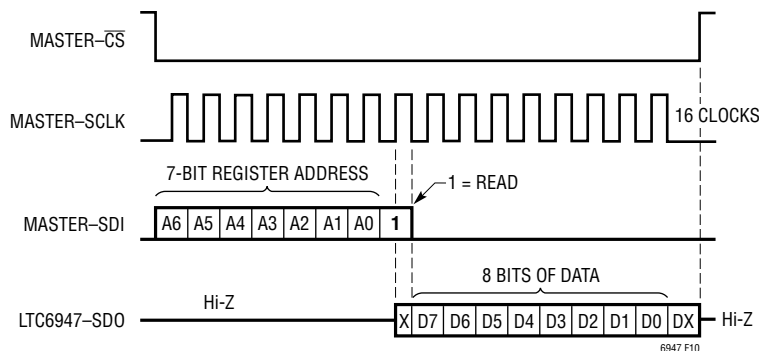 MASTER–CS
MASTER–SCLK
16 CLOCKS
7-BIT REGISTER ADDRESS
1 = READ
MASTER–SDI
A6 A5 A4 A3 A2 A1 A0 1
8 BITS OF DATA
Hi-Z
LTC6947–SDO
X D7 D6 D5 D4 D3 D2 D1 D0 DX
Hi-Z
6947 F10